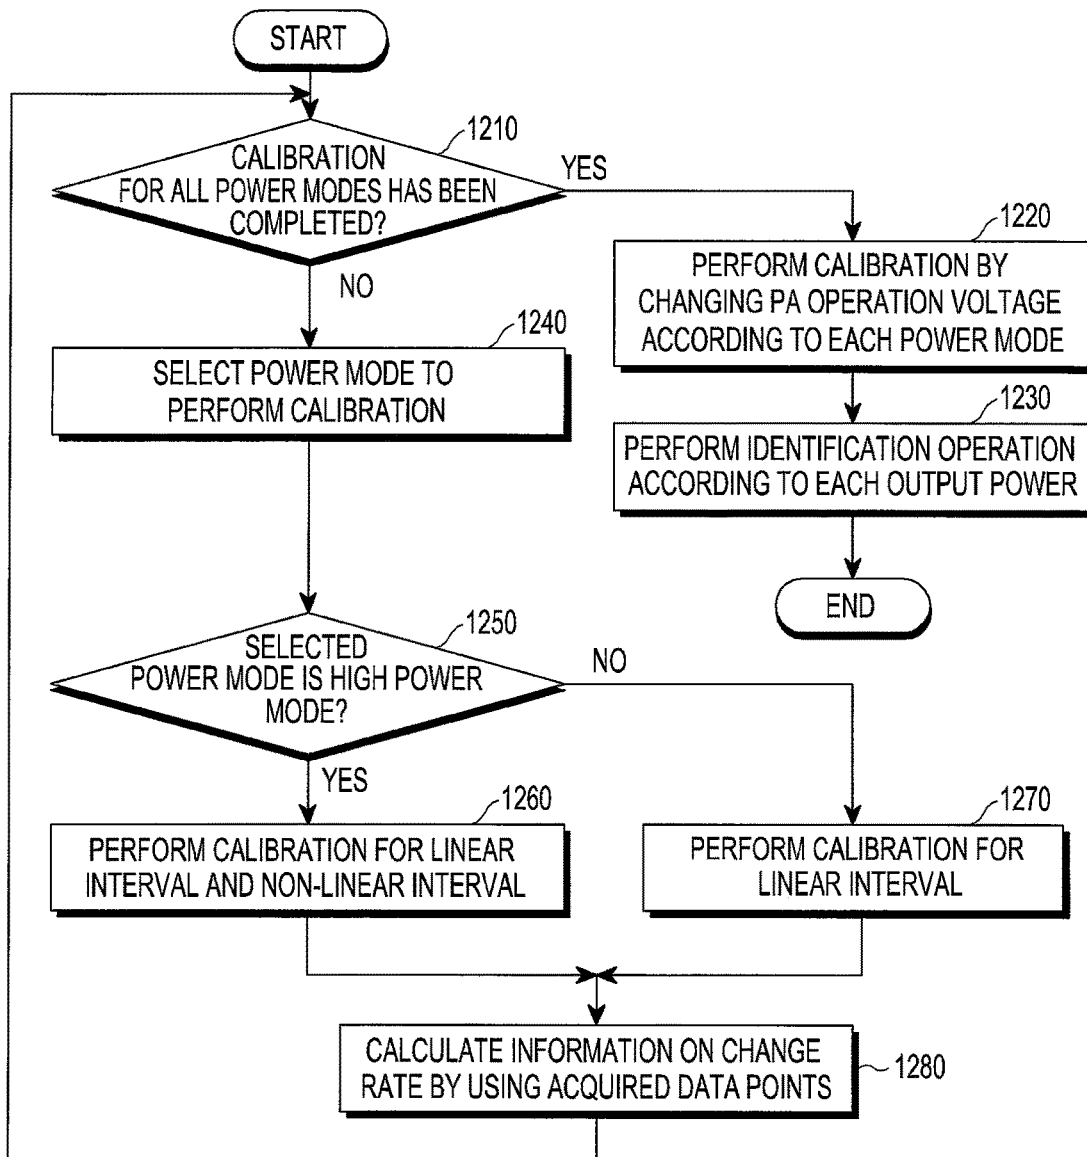 START
1210
CALIBRATION
FOR ALL POWER MODES HAS BEEN
COMPLETED?
YES
NO
1220
PERFORM CALIBRATION BY
CHANGING PA OPERATION VOLTAGE
ACCORDING TO EACH POWER MODE
1240
SELECT POWER MODE TO
PERFORM CALIBRATION
1230
PERFORM IDENTIFICATION OPERATION
ACCORDING TO EACH OUTPUT POWER
END
1250
SELECTED
POWER MODE IS HIGH POWER
MODE?
NO
YES
1260
PERFORM CALIBRATION FOR LINEAR
INTERVAL AND NON-LINEAR INTERVAL
1270
PERFORM CALIBRATION FOR
LINEAR INTERVAL
CALCULATE INFORMATION ON CHANGE
RATE BY USING ACQUIRED DATA POINTS
1280